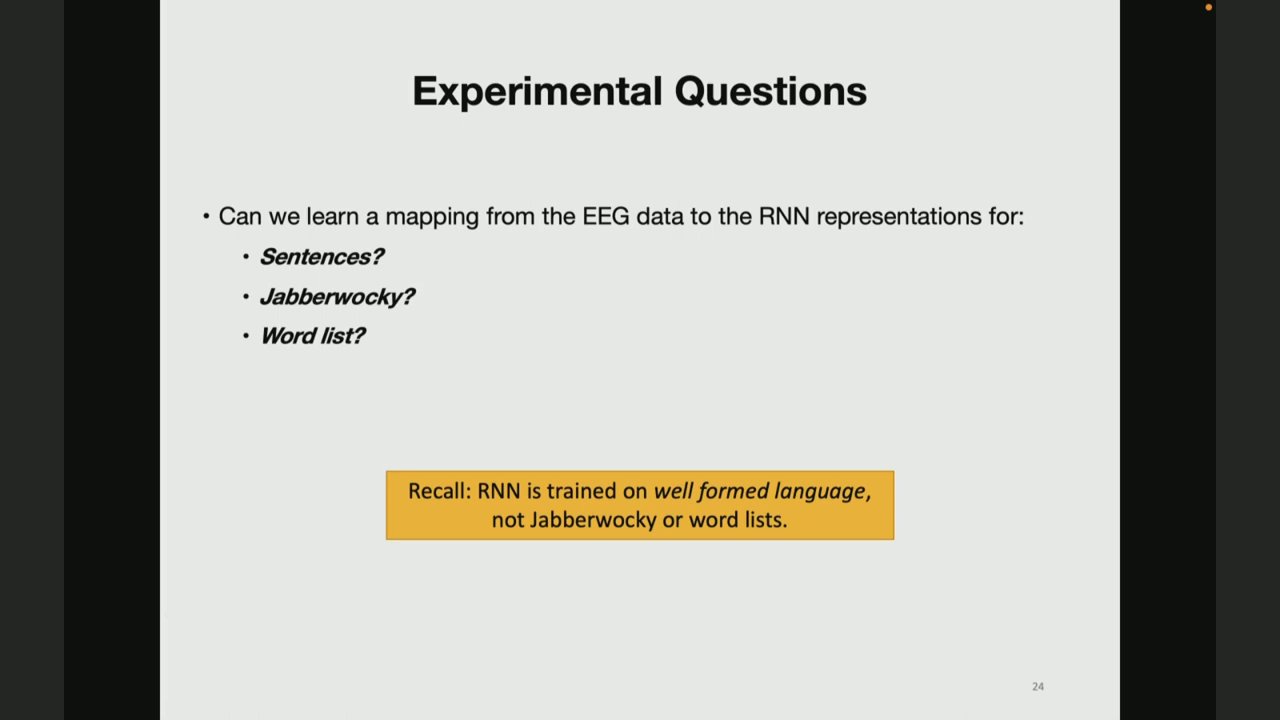 Experimental Questions
• Can we learn a mapping from the EEG data to the RNN representations for:
• Sentences?
• Jabberwocky?
• Word list?
Recall: RNN is trained on well formed language,
not Jabberwocky or word lists.
24